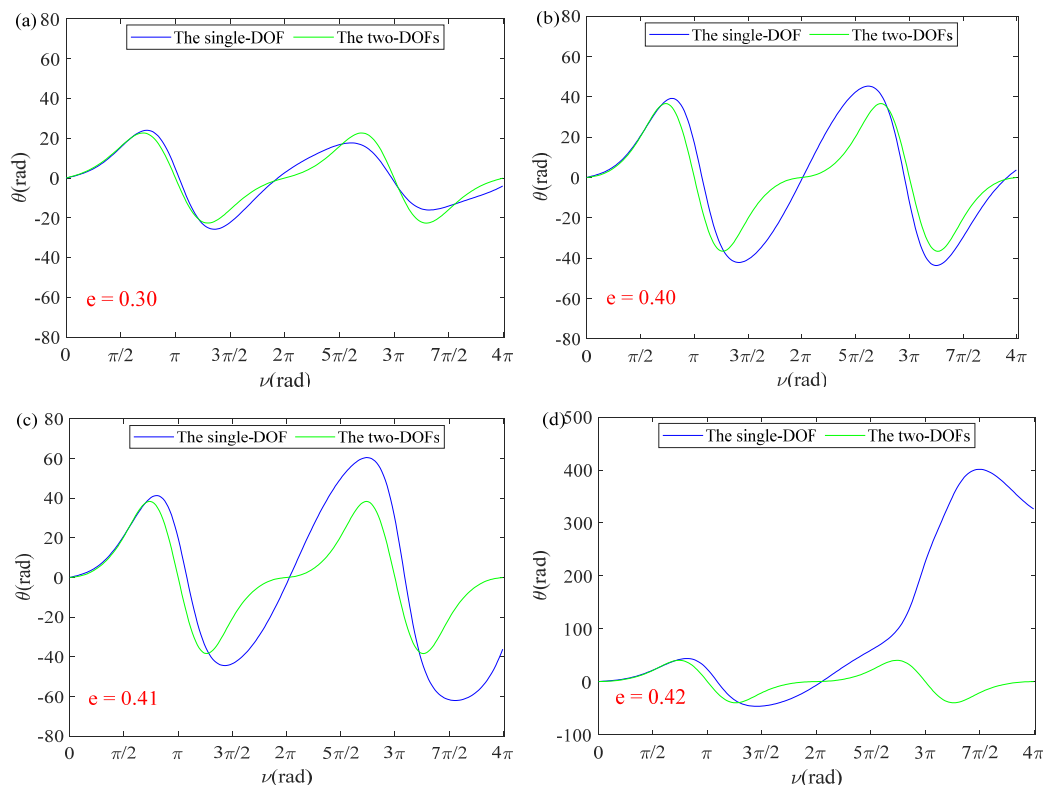 (a)
The single-DOF
The two-DOFs
80
60
40
20
0
-20
-40
-60
-80
θ(rad)
e = 0.30
0
π/2
π
3π/2
2π
5π/2
3π
7π/2
4π
ν(rad)
(b)
The single-DOF
The two-DOFs
80
60
40
20
0
-20
-40
-60
-80
θ(rad)
e = 0.40
0
π/2
π
3π/2
2π
5π/2
3π
7π/2
4π
ν(rad)
(c)
The single-DOF
The two-DOFs
80
60
40
20
0
-20
-40
-60
-80
θ(rad)
e = 0.41
0
π/2
π
3π/2
2π
5π/2
3π
7π/2
4π
ν(rad)
(d)
The single-DOF
The two-DOFs
500
400
300
200
100
0
-100
θ(rad)
e = 0.42
0
π/2
π
3π/2
2π
5π/2
3π
7π/2
4π
ν(rad)